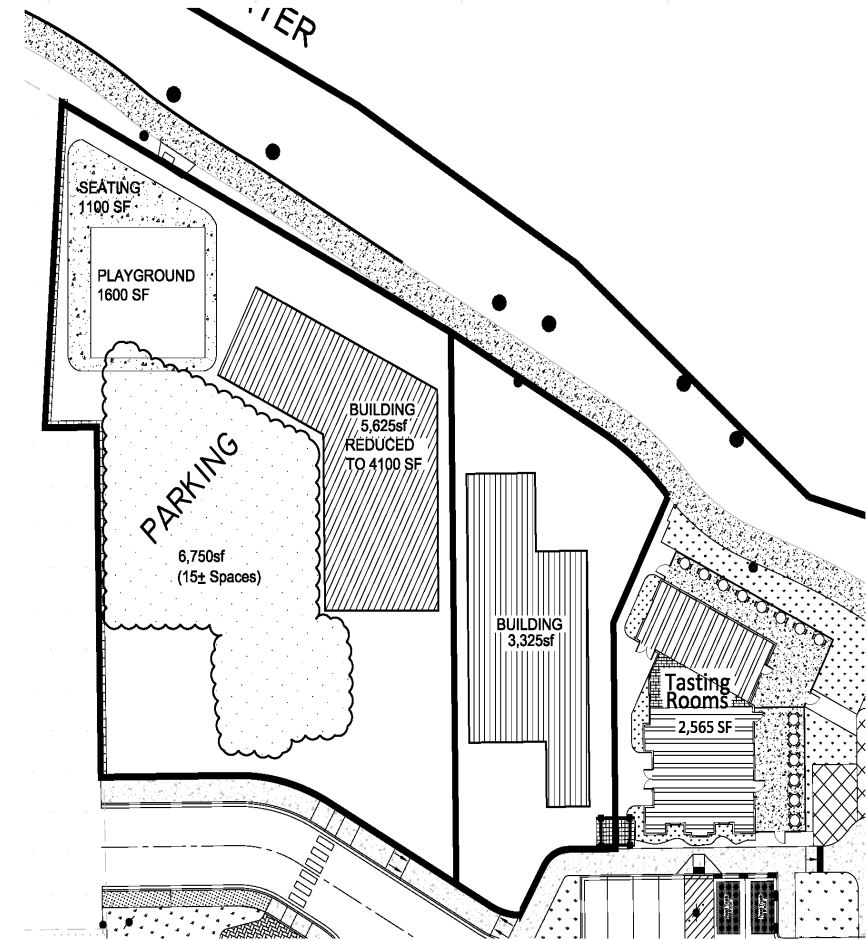 SEATING
1100 SF
PLAYGROUND
1600 SF
BUILDING
5,625sf
REDUCED
TO 4100 SF
PARKING
6,750sf
(15± Spaces)
BUILDING
3,325sf
Tasting
Rooms
2,565 SF